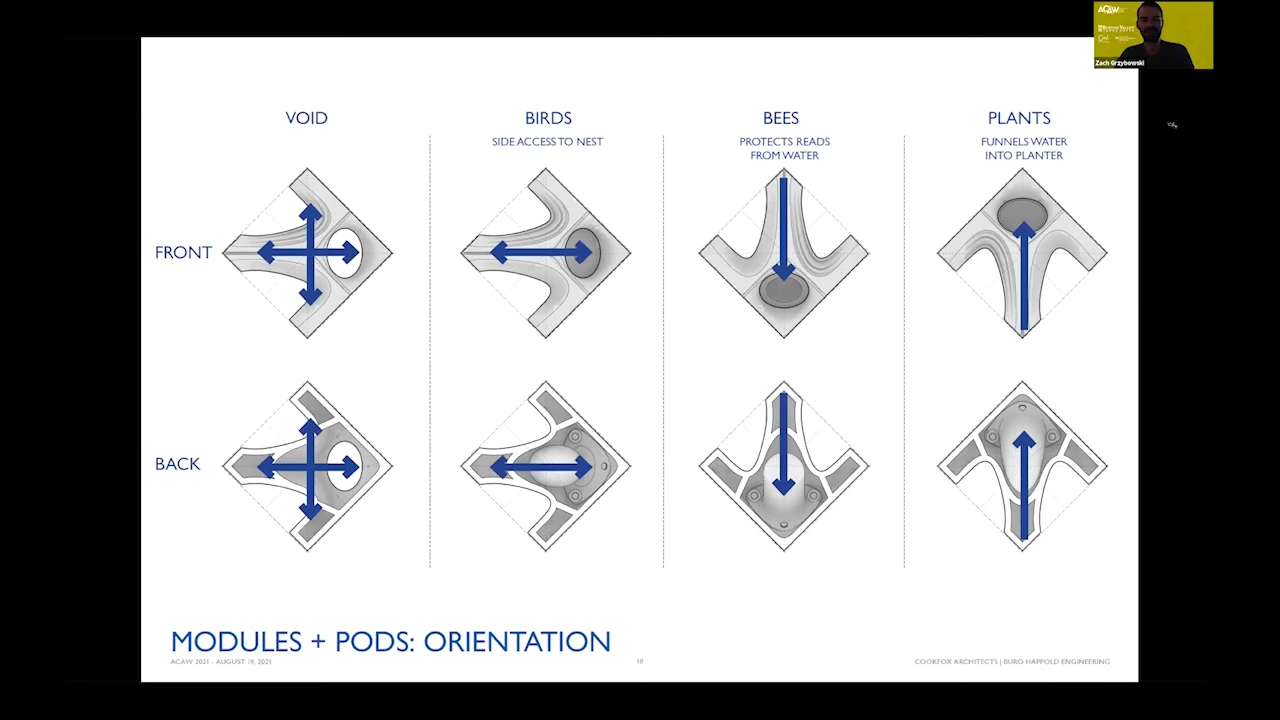 ACAW
Zach Grzybowski
VOID
BIRDS
BEES
PLANTS
SIDE ACCESS TO NEST
PROTECTS READS
FROM WATER
FUNNELS WATER
INTO PLANTER
FRONT
BACK
MODULES + PODS: ORIENTATION
ACAW 2021 - AUGUST 19, 2021
COOKFOX ARCHITECTS | BURO HAPPOLD ENGINEERING